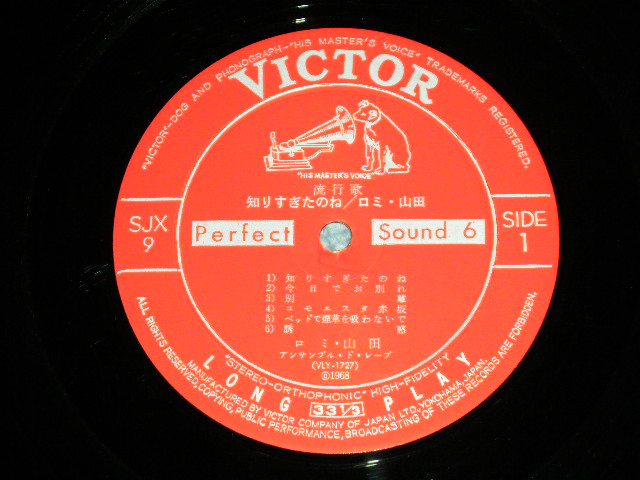 "VICTOR"-DOG AND PHONOGRAPH-"HIS MASTER'S VOICE" TRADEMARKS REGISTERED.
VICTOR
"HIS MASTER'S VOICE"
流行歌
知りすぎたのね/ロミ・山田
SJX
9
SIDE
1
Perfect Sound 6
1) 知りすぎたのね
2) 今日でお別れ
3) 別離
4) コモエスタ赤坂
5) ベッドで煙草を吸わないで
6) 誘惑
ロミ・山田
アンサンブル・ド・レーブ
(VLY-1727)
©1968
"STEREO-ORTHOPHONIC" HIGH-FIDELITY
LONG 33 1/3 PLAY
MANUFACTURED BY VICTOR COMPANY OF JAPAN LTD. YOKOHAMA, JAPAN.
ALL RIGHTS RESERVED, COPYING, PUBLIC PERFORMANCE, BROADCASTING OF THESE RECORDS ARE FORBIDDEN.